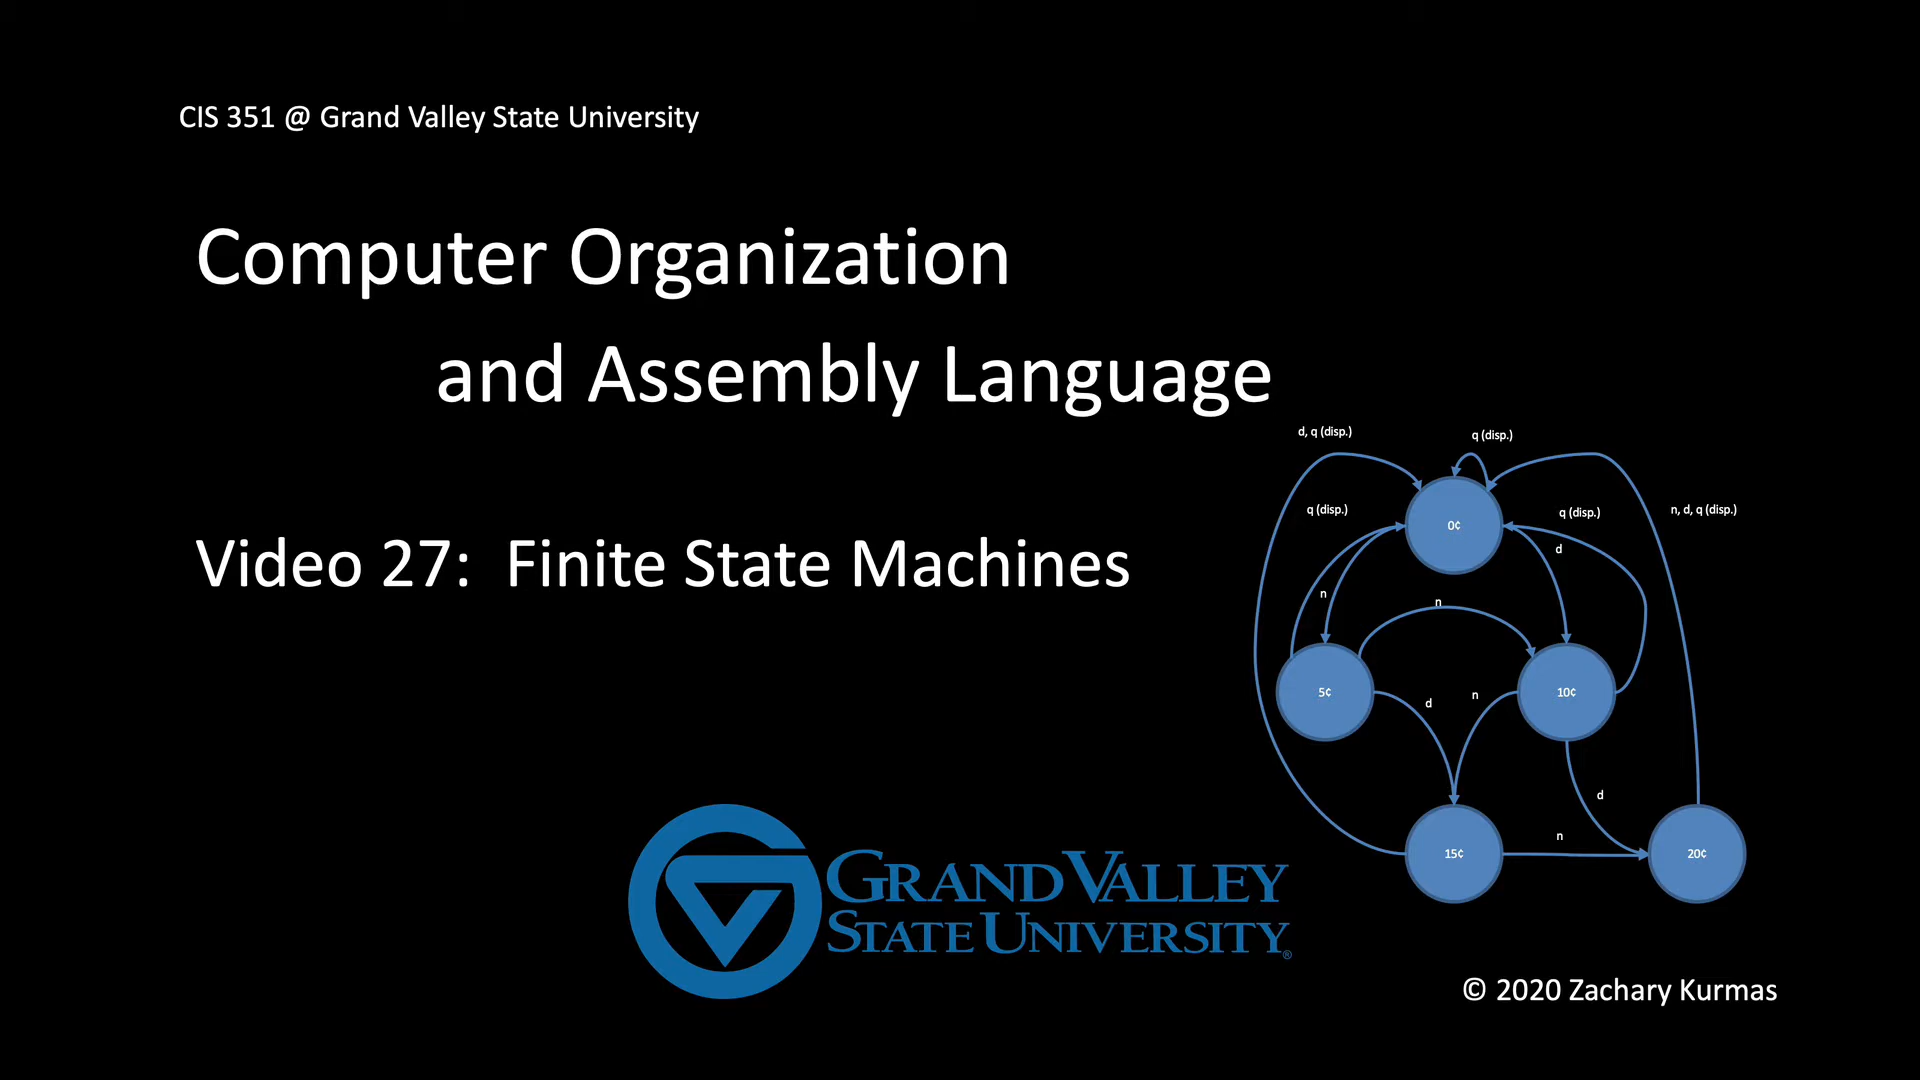 CIS 351 @ Grand Valley State University
Computer Organization
and Assembly Language
Video 27: Finite State Machines
d, q (disp.)
q (disp.)
q (disp.)
q (disp.)
n, d, q (disp.)
0¢
d
n
n
5¢
10¢
d
n
d
n
15¢
20¢
GRAND VALLEY
STATE UNIVERSITY®
© 2020 Zachary Kurmas